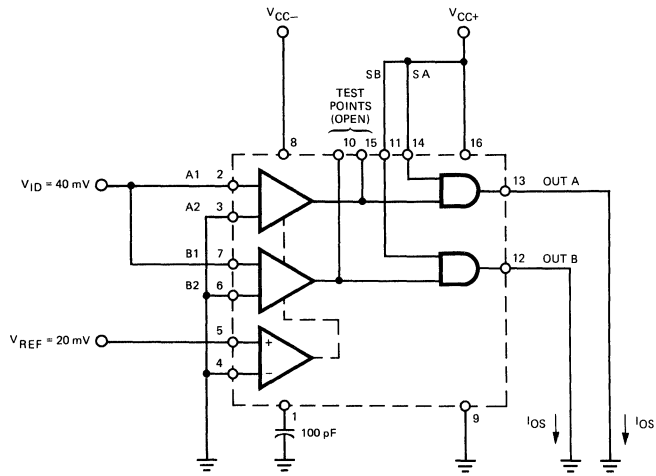 VCC−
VCC+
SB
SA
TEST
POINTS
(OPEN)
8
10
15
11
14
16
VID = 40 mV
A1
2
A2
3
13
OUT A
B1
7
B2
6
12
OUT B
VREF = 20 mV
5
+
4
−
1
100 pF
9
IOS
IOS